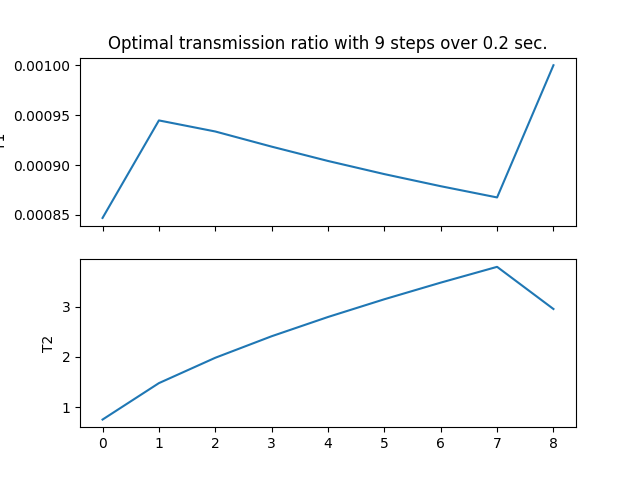 Optimal transmission ratio with 9 steps over 0.2 sec.
0.00100
0.00095
0.00090
0.00085
T1
3
2
1
T2
0 1 2 3 4 5 6 7 8